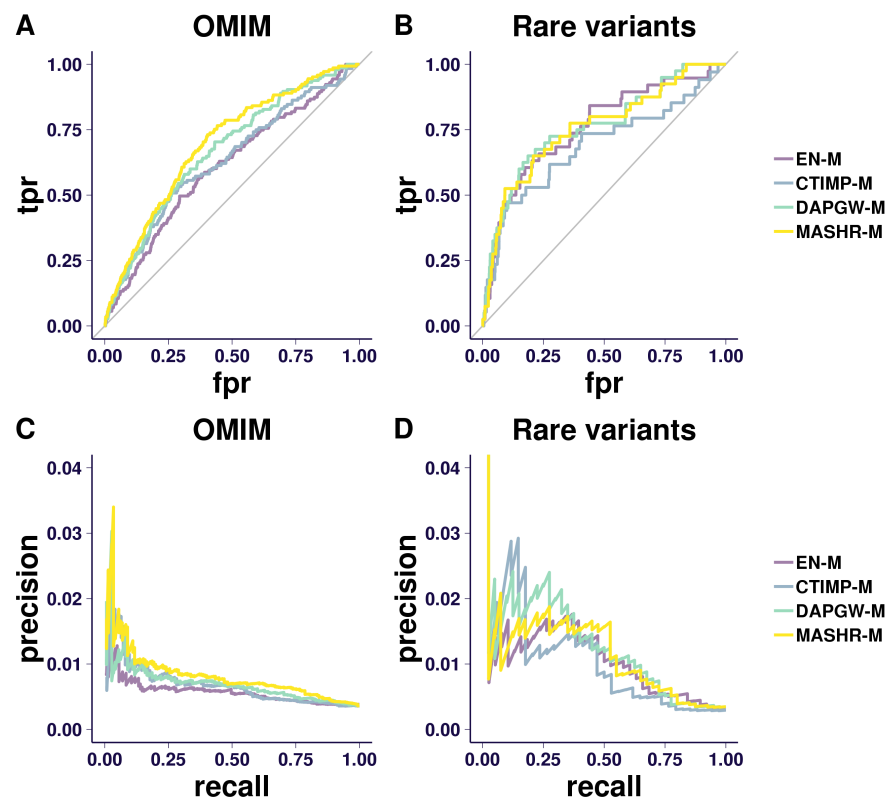 A OMIM B Rare variants
1.00 1.00
0.75 0.75
0.50 0.50
0.25 0.25
0.00 0.00
tpr tpr
0.00 0.25 0.50 0.75 1.00 0.00 0.25 0.50 0.75 1.00
fpr fpr
EN-M
CTIMP-M
DAPGW-M
MASHR-M
C OMIM D Rare variants
0.04 0.04
0.03 0.03
0.02 0.02
0.01 0.01
0.00 0.00
precision precision
0.00 0.25 0.50 0.75 1.00 0.00 0.25 0.50 0.75 1.00
recall recall
EN-M
CTIMP-M
DAPGW-M
MASHR-M